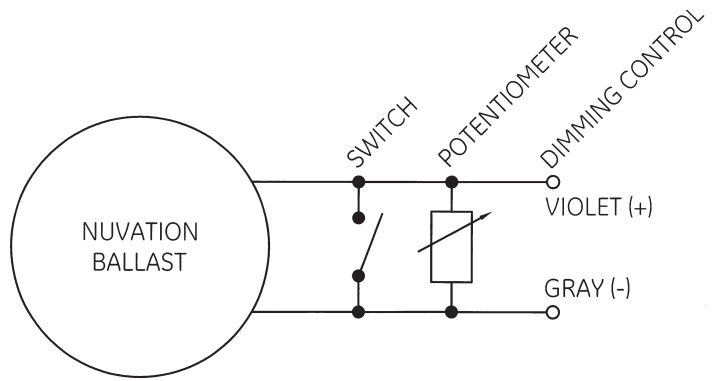 SWITCH
POTENTIOMETER
DIMMING CONTROL
NUVATION
BALLAST
VIOLET (+)
GRAY (-)